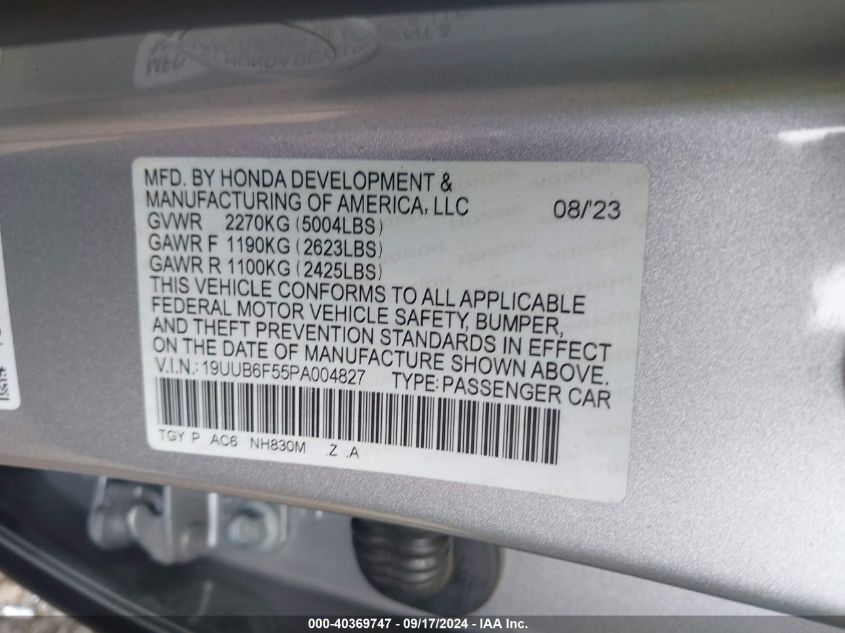 MFD. BY HONDA DEVELOPMENT &
MANUFACTURING OF AMERICA, LLC 08/'23
GVWR 2270KG (5004LBS)
GAWR F 1190KG (2623LBS)
GAWR R 1100KG (2425LBS)
THIS VEHICLE CONFORMS TO ALL APPLICABLE
FEDERAL MOTOR VEHICLE SAFETY, BUMPER,
AND THEFT PREVENTION STANDARDS IN EFFECT
ON THE DATE OF MANUFACTURE SHOWN ABOVE.
V.I.N.: 19UUB6F55PA004827 TYPE: PASSENGER CAR
TGY P AC6 NH830M .Z .A
000-40369747 - 09/17/2024 - IAA Inc.